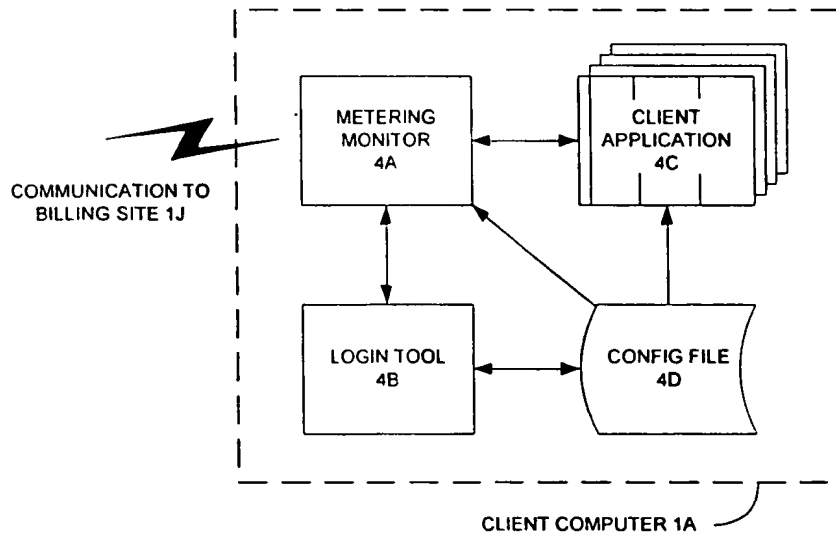 METERING
MONITOR
4A
CLIENT
APPLICATION
4C
COMMUNICATION TO
BILLING SITE 1J
LOGIN TOOL
4B
CONFIG FILE
4D
CLIENT COMPUTER 1A